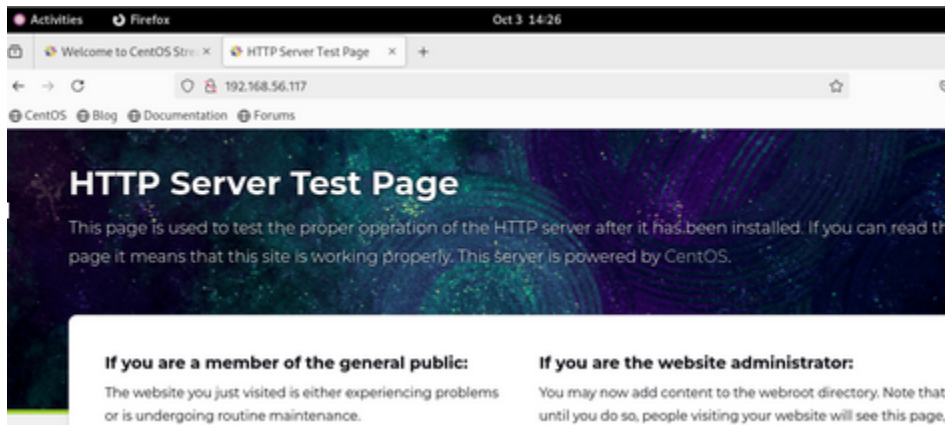 Activities Firefox Oct 3 14:26
Welcome to CentOS Stre × HTTP Server Test Page × +
192.168.56.117
CentOS Blog Documentation Forums
HTTP Server Test Page
This page is used to test the proper operation of the HTTP server after it has been installed. If you can read
page it means that this site is working properly. This server is powered by CentOS.
If you are a member of the general public:
The website you just visited is either experiencing problems
or is undergoing routine maintenance.
If you are the website administrator:
You may now add content to the webroot directory. Note that
until you do so, people visiting your website will see this page,